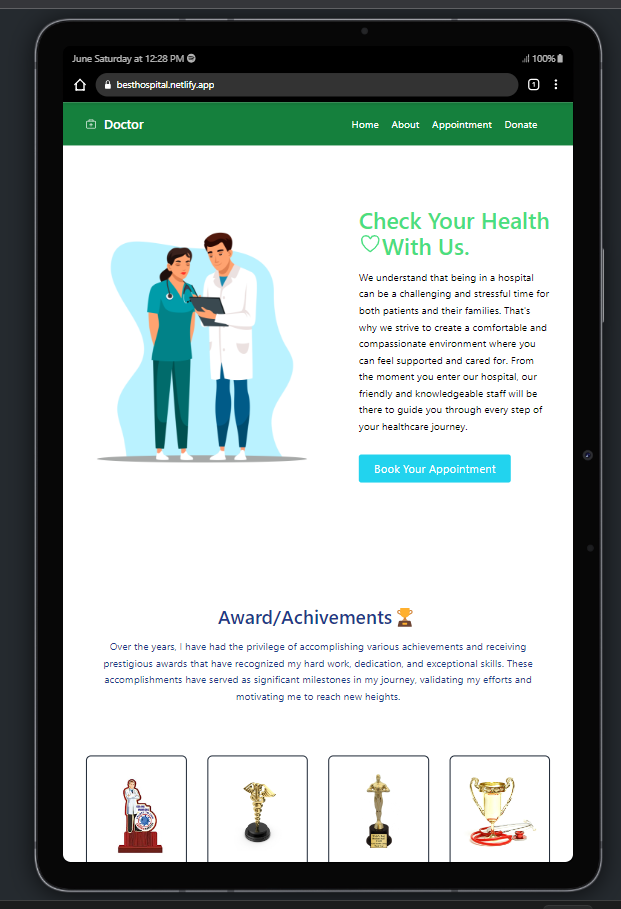 June Saturday at 12:28 PM
100%
besthospital.netlify.app
1
Doctor
Home About Appointment Donate
Check Your Health
♡With Us.
We understand that being in a hospital
can be a challenging and stressful time for
both patients and their families. That's
why we strive to create a comfortable and
compassionate environment where you
can feel supported and cared for. From
the moment you enter our hospital, our
friendly and knowledgeable staff will be
there to guide you through every step of
your healthcare journey.
Book Your Appointment
Award/Achivements 🏆
Over the years, I have had the privilege of accomplishing various achievements and receiving
prestigious awards that have recognized my hard work, dedication, and exceptional skills. These
accomplishments have served as significant milestones in my journey, validating my efforts and
motivating me to reach new heights.